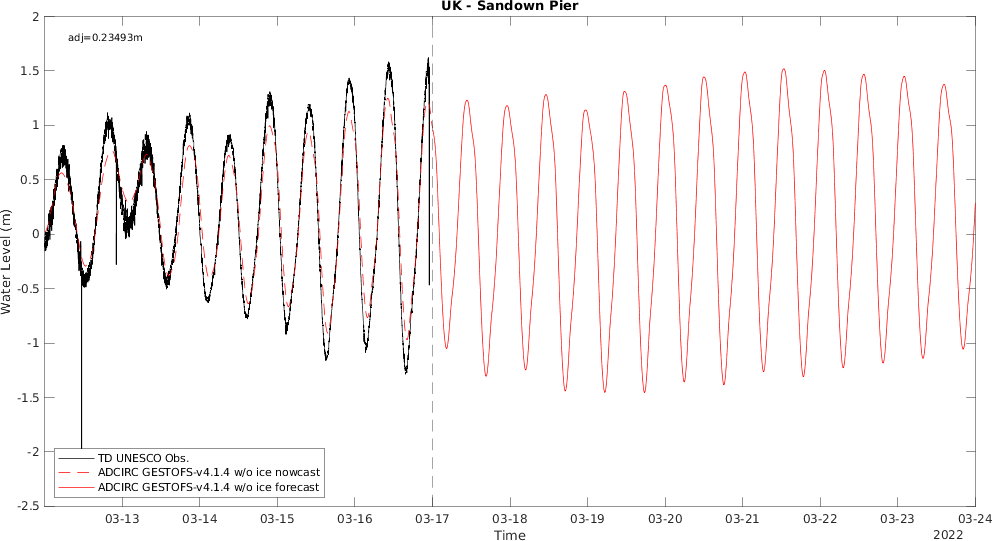 UK - Sandown Pier
adj=0.23493m
2
1.5
1
0.5
0
-0.5
-1
-1.5
-2
-2.5
Water Level (m)
TD UNESCO Obs.
ADCIRC GESTOFS-v4.1.4 w/o ice nowcast
ADCIRC GESTOFS-v4.1.4 w/o ice forecast
03-13 03-14 03-15 03-16 03-17 03-18 03-19 03-20 03-21 03-22 03-23 03-24
Time
2022